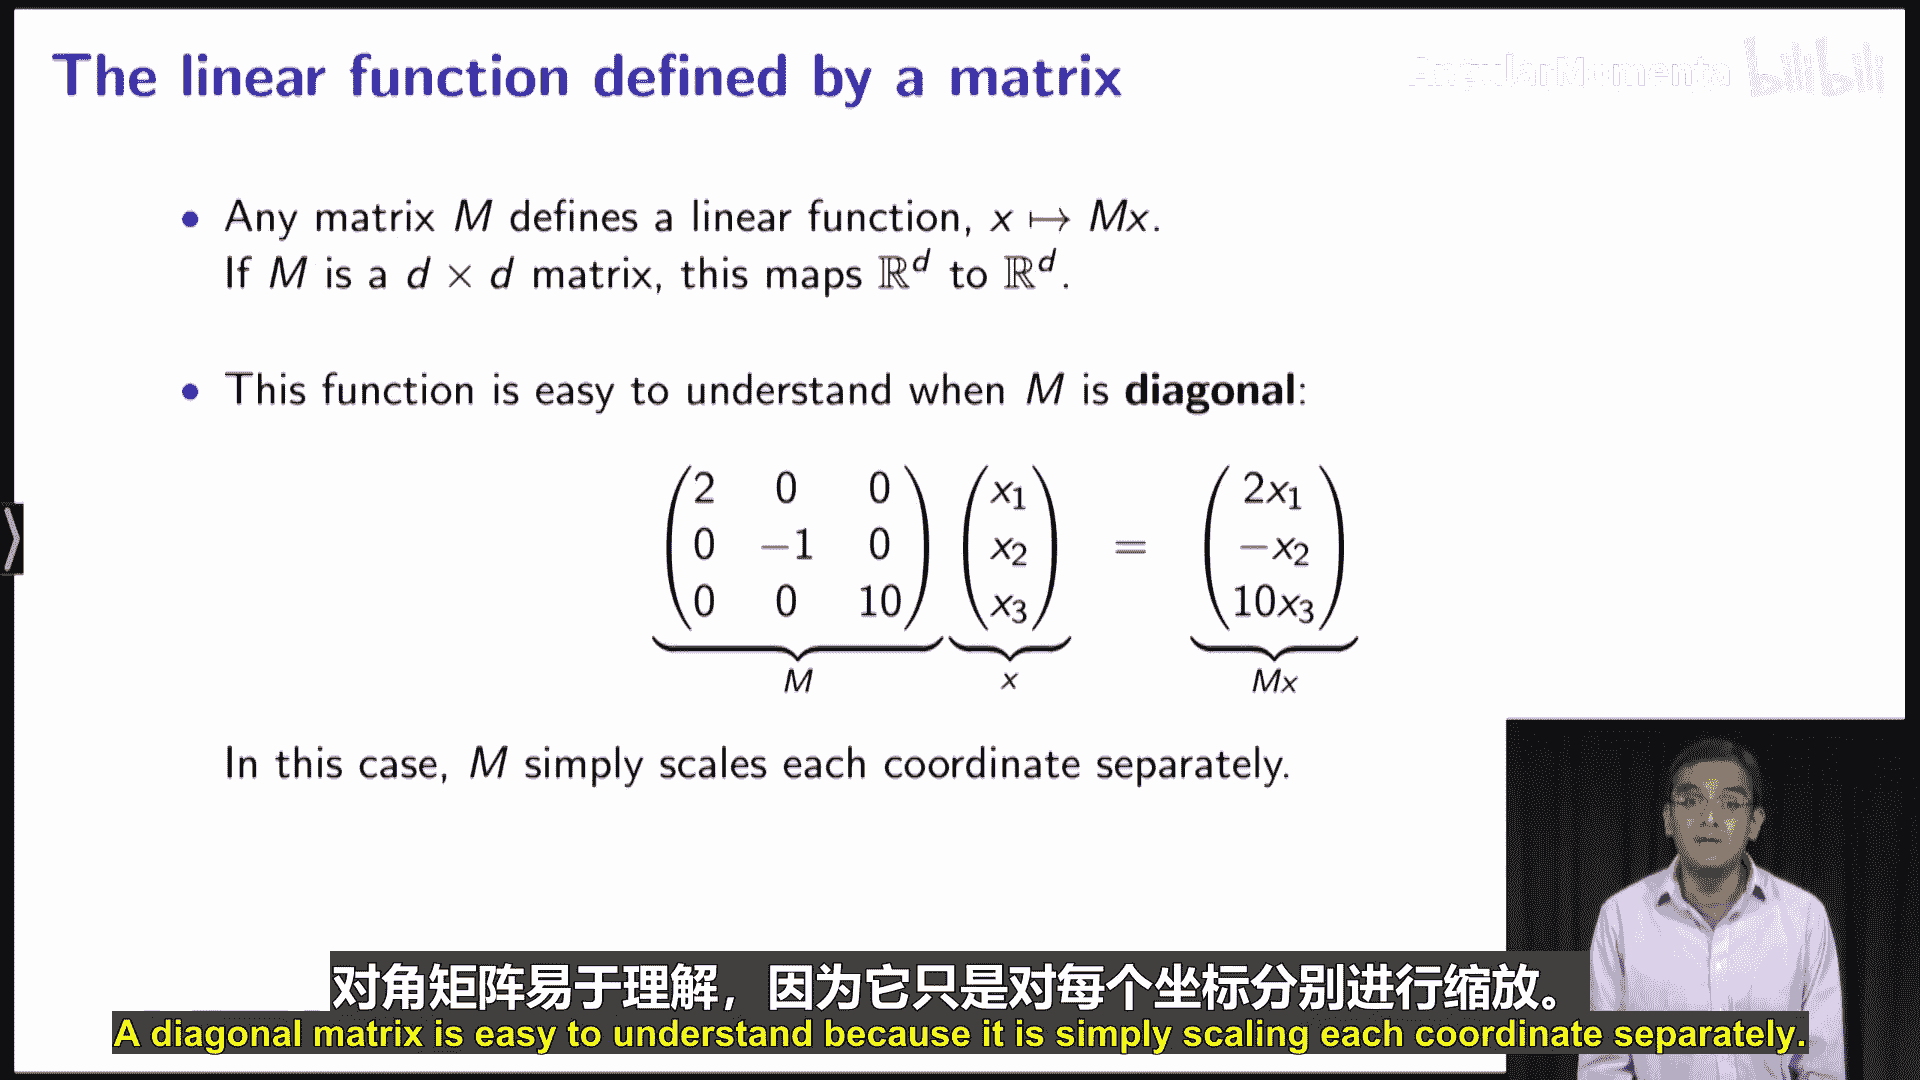 The linear function defined by a matrix
AngularMomenta bilibili
• Any matrix M defines a linear function, x ↦ Mx.
If M is a d × d matrix, this maps ℝ^d to ℝ^d.
• This function is easy to understand when M is diagonal:
2 0 0 x₁ 2x₁
0 −1 0 x₂ = −x₂
0 0 10 x₃ 10x₃
M x Mx
In this case, M simply scales each coordinate separately.
对角矩阵易于理解，因为它只是对每个坐标分别进行缩放。
A diagonal matrix is easy to understand because it is simply scaling each coordinate separately.